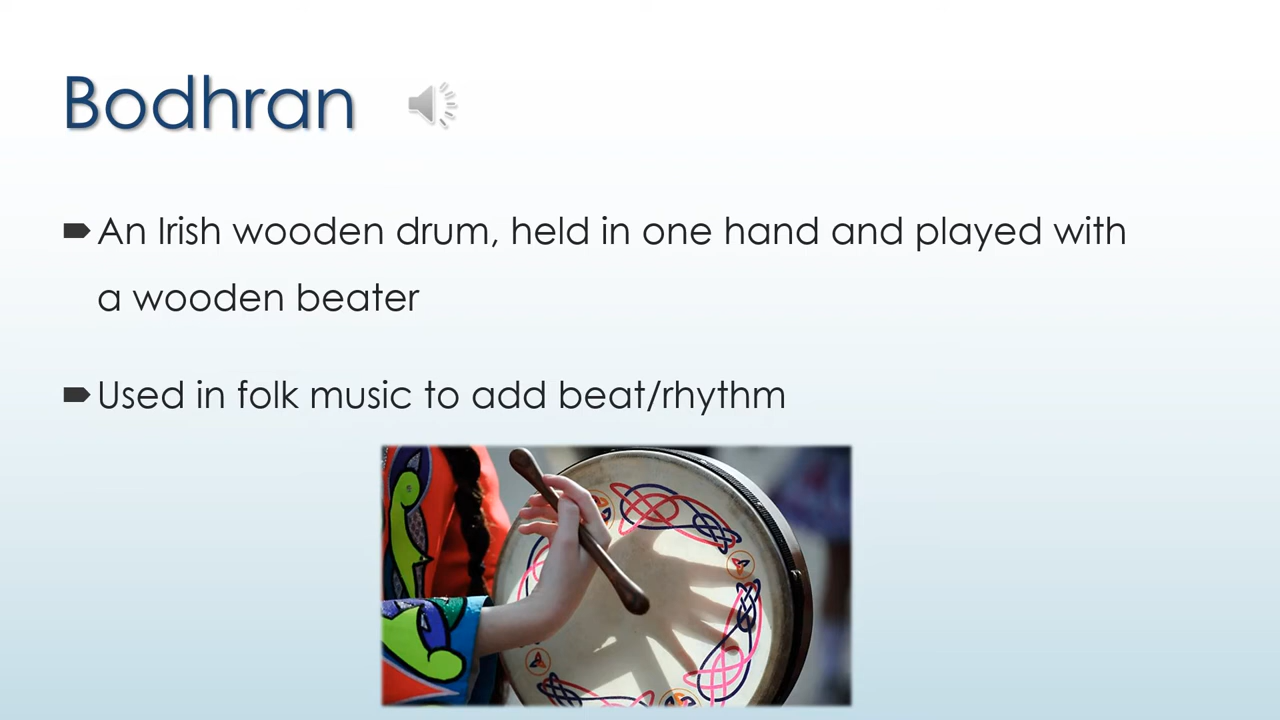 Bodhran
An Irish wooden drum, held in one hand and played with
a wooden beater
Used in folk music to add beat/rhythm